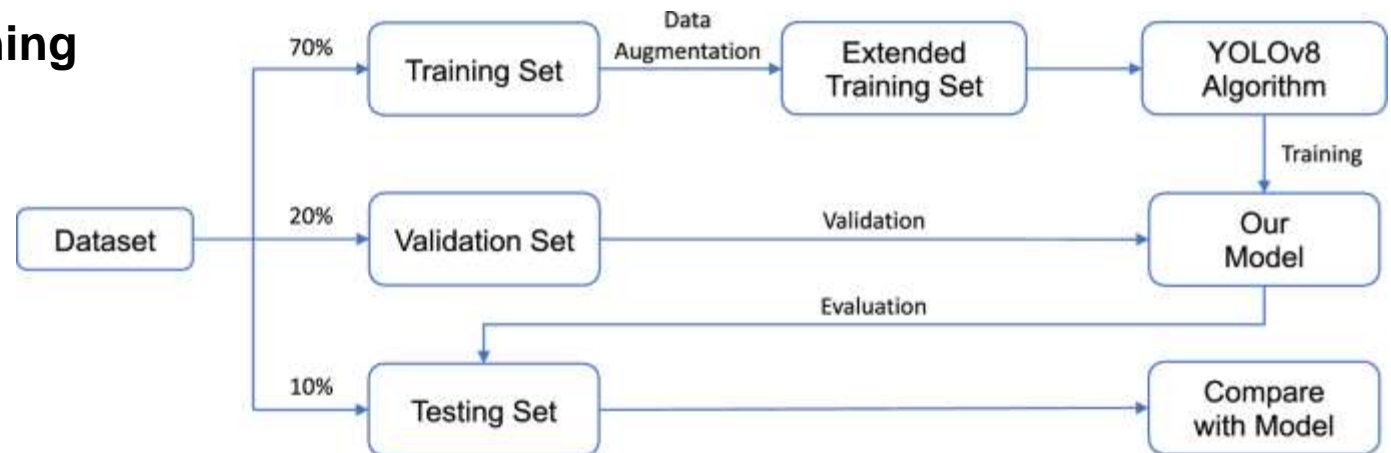 ning
70%
Training Set
Data
Augmentation
Extended
Training Set
YOLOv8
Algorithm
Training
Dataset
20%
Validation Set
Validation
Our
Model
Evaluation
10%
Testing Set
Compare
with Model